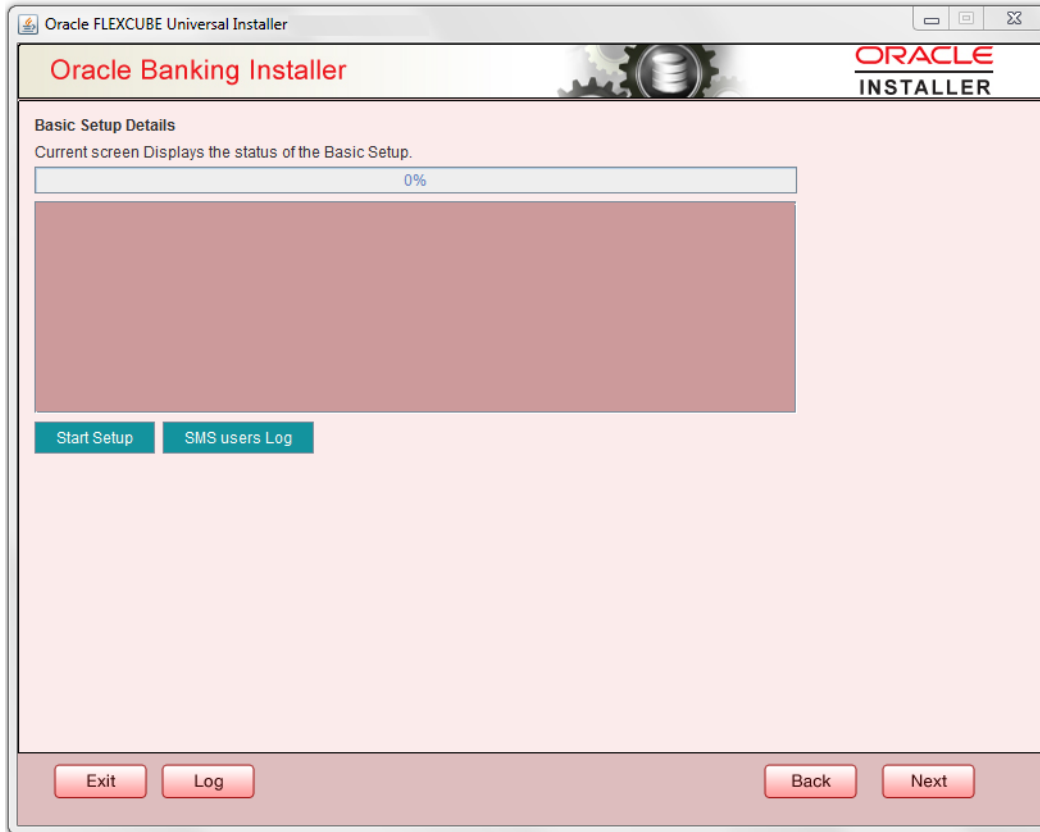 Oracle FLEXCUBE Universal Installer
Oracle Banking Installer
ORACLE
INSTALLER
Basic Setup Details
Current screen Displays the status of the Basic Setup.
0%
Start Setup SMS users Log
Exit Log Back Next